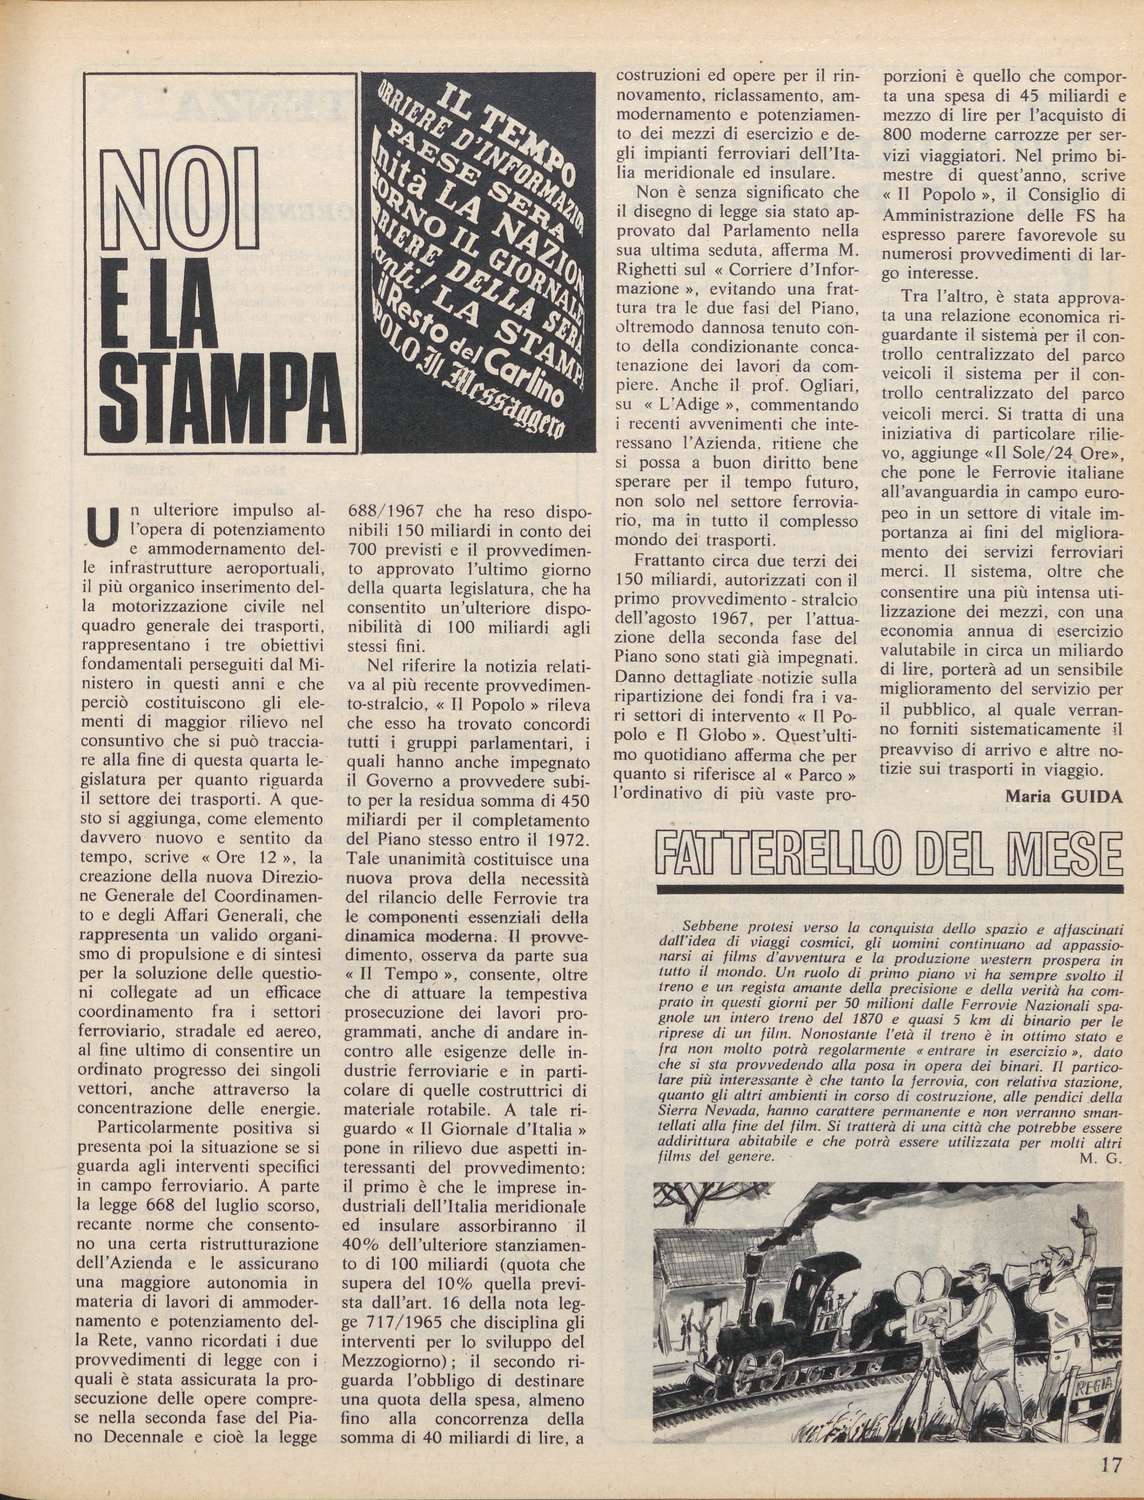 NOI
E LA
STAMPA
IL TEMPO
ORRIERE D'INFORMAZIO
PAESE SERA
nità LA NAZION
IORNO IL GIORNALE
RRIERE DELLA SERA
anti! LA STAMPA
il Resto del Carlino
POLO Il Messaggero
Un ulteriore impulso al-
l'opera di potenziamento
e ammodernamento del-
le infrastrutture aeroportuali,
il più organico inserimento del-
la motorizzazione civile nel
quadro generale dei trasporti,
rappresentano i tre obiettivi
fondamentali perseguiti dal Mi-
nistero in questi anni e che
perciò costituiscono gli ele-
menti di maggior rilievo nel
consuntivo che si può traccia-
re alla fine di questa quarta le-
gislatura per quanto riguarda
il settore dei trasporti. A que-
sto si aggiunga, come elemento
davvero nuovo e sentito da
tempo, scrive « Ore 12 », la
creazione della nuova Direzio-
ne Generale del Coordinamen-
to e degli Affari Generali, che
rappresenta un valido organi-
smo di propulsione e di sintesi
per la soluzione delle questio-
ni collegate ad un efficace
coordinamento fra i settori
ferroviario, stradale ed aereo,
al fine ultimo di consentire un
ordinato progresso dei singoli
vettori, anche attraverso la
concentrazione delle energie.
Particolarmente positiva si
presenta poi la situazione se si
guarda agli interventi specifici
in campo ferroviario. A parte
la legge 668 del luglio scorso,
recante norme che consento-
no una certa ristrutturazione
dell'Azienda e le assicurano
una maggiore autonomia in
materia di lavori di ammoder-
namento e potenziamento del-
la Rete, vanno ricordati i due
provvedimenti di legge con i
quali è stata assicurata la pro-
secuzione delle opere compre-
se nella seconda fase del Pia-
no Decennale e cioè la legge
688/1967 che ha reso dispo-
nibili 150 miliardi in conto dei
700 previsti e il provvedimen-
to approvato l'ultimo giorno
della quarta legislatura, che ha
consentito un'ulteriore dispo-
nibilità di 100 miliardi agli
stessi fini.
Nel riferire la notizia relati-
va al più recente provvedimen-
to-stralcio, « Il Popolo » rileva
che esso ha trovato concordi
tutti i gruppi parlamentari, i
quali hanno anche impegnato
il Governo a provvedere subi-
to per la residua somma di 450
miliardi per il completamento
del Piano stesso entro il 1972.
Tale unanimità costituisce una
nuova prova della necessità
del rilancio delle Ferrovie tra
le componenti essenziali della
dinamica moderna. Il provve-
dimento, osserva da parte sua
« Il Tempo », consente, oltre
che di attuare la tempestiva
prosecuzione dei lavori pro-
grammati, anche di andare in-
contro alle esigenze delle in-
dustrie ferroviarie e in parti-
colare di quelle costruttrici di
materiale rotabile. A tale ri-
guardo « Il Giornale d'Italia »
pone in rilievo due aspetti in-
teressanti del provvedimento:
il primo è che le imprese in-
dustriali dell'Italia meridionale
ed insulare assorbiranno il
40% dell'ulteriore stanziamen-
to di 100 miliardi (quota che
supera del 10% quella previ-
sta dall'art. 16 della nota leg-
ge 717/1965 che disciplina gli
interventi per lo sviluppo del
Mezzogiorno) ; il secondo ri-
guarda l'obbligo di destinare
una quota della spesa, almeno
fino alla concorrenza della
somma di 40 miliardi di lire, a
costruzioni ed opere per il rin-
novamento, riclassamento, am-
modernamento e potenziamen-
to dei mezzi di esercizio e de-
gli impianti ferroviari dell'Ita-
lia meridionale ed insulare.
Non è senza significato che
il disegno di legge sia stato ap-
provato dal Parlamento nella
sua ultima seduta, afferma M.
Righetti sul « Corriere d'Infor-
mazione », evitando una frat-
tura tra le due fasi del Piano,
oltremodo dannosa tenuto con-
to della condizionante conca-
tenazione dei lavori da com-
piere. Anche il prof. Ogliari,
su « L'Adige », commentando
i recenti avvenimenti che inte-
ressano l'Azienda, ritiene che
si possa a buon diritto bene
sperare per il tempo futuro,
non solo nel settore ferrovia-
rio, ma in tutto il complesso
mondo dei trasporti.
Frattanto circa due terzi dei
150 miliardi, autorizzati con il
primo provvedimento - stralcio
dell'agosto 1967, per l'attua-
zione della seconda fase del
Piano sono stati già impegnati.
Danno dettagliate notizie sulla
ripartizione dei fondi fra i va-
ri settori di intervento « Il Po-
polo e Il Globo ». Quest'ulti-
mo quotidiano afferma che per
quanto si riferisce al « Parco »
l'ordinativo di più vaste pro-
porzioni è quello che compor-
ta una spesa di 45 miliardi e
mezzo di lire per l'acquisto di
800 moderne carrozze per ser-
vizi viaggiatori. Nel primo bi-
mestre di quest'anno, scrive
« Il Popolo », il Consiglio di
Amministrazione delle FS ha
espresso parere favorevole su
numerosi provvedimenti di lar-
go interesse.
Tra l'altro, è stata approva-
ta una relazione economica ri-
guardante il sistema per il con-
trollo centralizzato del parco
veicoli il sistema per il con-
trollo centralizzato del parco
veicoli merci. Si tratta di una
iniziativa di particolare rilie-
vo, aggiunge «Il Sole/24 Ore»,
che pone le Ferrovie italiane
all'avanguardia in campo euro-
peo in un settore di vitale im-
portanza ai fini del migliora-
mento dei servizi ferroviari
merci. Il sistema, oltre che
consentire una più intensa uti-
lizzazione dei mezzi, con una
economia annua di esercizio
valutabile in circa un miliardo
di lire, porterà ad un sensibile
miglioramento del servizio per
il pubblico, al quale verran-
no forniti sistematicamente il
preavviso di arrivo e altre no-
tizie sui trasporti in viaggio.
Maria GUIDA
FATTERELLO DEL MESE
Sebbene protesi verso la conquista dello spazio e affascinati
dall'idea di viaggi cosmici, gli uomini continuano ad appassio-
narsi ai films d'avventura e la produzione western prospera in
tutto il mondo. Un ruolo di primo piano vi ha sempre svolto il
treno e un regista amante della precisione e della verità ha com-
prato in questi giorni per 50 milioni dalle Ferrovie Nazionali spa-
gnole un intero treno del 1870 e quasi 5 km di binario per le
riprese di un film. Nonostante l'età il treno è in ottimo stato e
fra non molto potrà regolarmente « entrare in esercizio », dato
che si sta provvedendo alla posa in opera dei binari. Il partico-
lare più interessante è che tanto la ferrovia, con relativa stazione,
quanto gli altri ambienti in corso di costruzione, alle pendici della
Sierra Nevada, hanno carattere permanente e non verranno sman-
tellati alla fine del film. Si tratterà di una città che potrebbe essere
addirittura abitabile e che potrà essere utilizzata per molti altri
films del genere. M. G.
REGIA
17